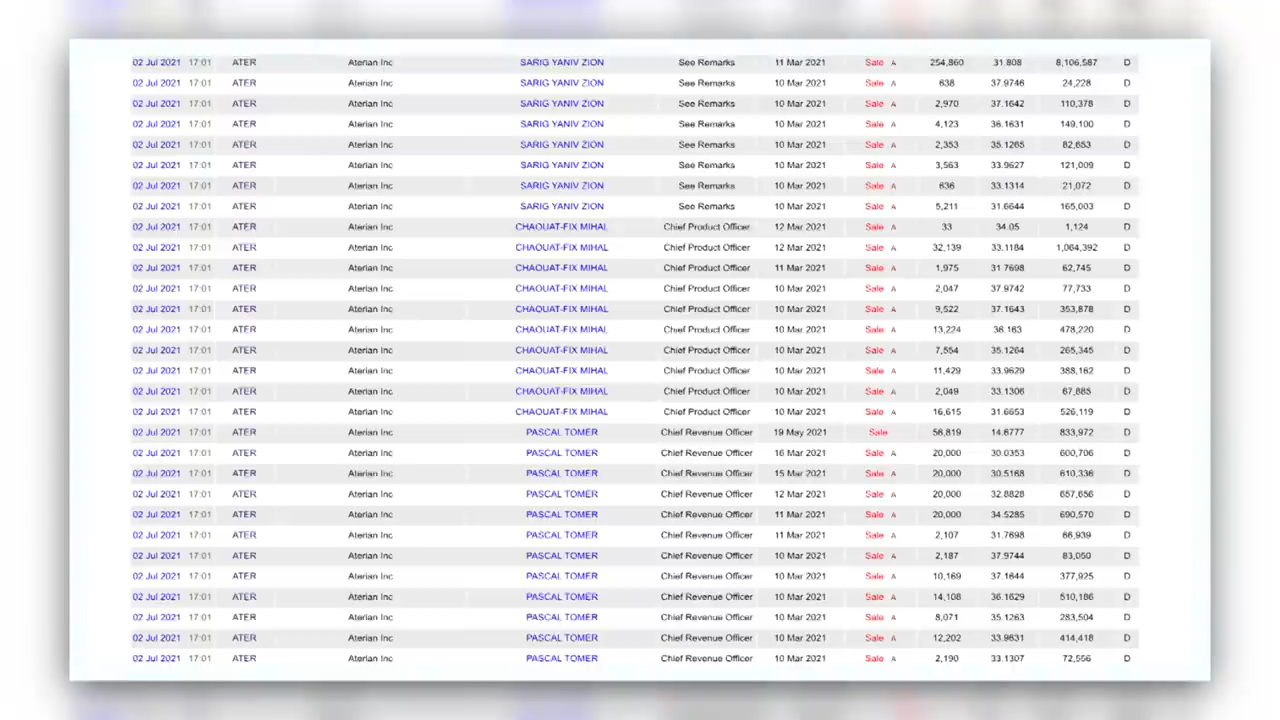 02 Jul 2021 17:01 ATER Aterian Inc SARIG YANIV ZION See Remarks 11 Mar 2021 Sale A 254,860 31.808 8,106,587 D
02 Jul 2021 17:01 ATER Aterian Inc SARIG YANIV ZION See Remarks 10 Mar 2021 Sale A 638 37.9746 24,228 D
02 Jul 2021 17:01 ATER Aterian Inc SARIG YANIV ZION See Remarks 10 Mar 2021 Sale A 2,970 37.1642 110,378 D
02 Jul 2021 17:01 ATER Aterian Inc SARIG YANIV ZION See Remarks 10 Mar 2021 Sale A 4,123 36.1631 149,100 D
02 Jul 2021 17:01 ATER Aterian Inc SARIG YANIV ZION See Remarks 10 Mar 2021 Sale A 2,353 35.1265 82,653 D
02 Jul 2021 17:01 ATER Aterian Inc SARIG YANIV ZION See Remarks 10 Mar 2021 Sale A 3,563 33.9627 121,009 D
02 Jul 2021 17:01 ATER Aterian Inc SARIG YANIV ZION See Remarks 10 Mar 2021 Sale A 636 33.1314 21,072 D
02 Jul 2021 17:01 ATER Aterian Inc SARIG YANIV ZION See Remarks 10 Mar 2021 Sale A 5,211 31.6644 165,003 D
02 Jul 2021 17:01 ATER Aterian Inc CHAOUAT-FIX MIHAL Chief Product Officer 12 Mar 2021 Sale A 33 34.05 1,124 D
02 Jul 2021 17:01 ATER Aterian Inc CHAOUAT-FIX MIHAL Chief Product Officer 12 Mar 2021 Sale A 32,139 33.1184 1,064,392 D
02 Jul 2021 17:01 ATER Aterian Inc CHAOUAT-FIX MIHAL Chief Product Officer 11 Mar 2021 Sale A 1,975 31.7698 62,745 D
02 Jul 2021 17:01 ATER Aterian Inc CHAOUAT-FIX MIHAL Chief Product Officer 10 Mar 2021 Sale A 2,047 37.9742 77,733 D
02 Jul 2021 17:01 ATER Aterian Inc CHAOUAT-FIX MIHAL Chief Product Officer 10 Mar 2021 Sale A 9,522 37.1643 353,878 D
02 Jul 2021 17:01 ATER Aterian Inc CHAOUAT-FIX MIHAL Chief Product Officer 10 Mar 2021 Sale A 13,224 36.163 478,220 D
02 Jul 2021 17:01 ATER Aterian Inc CHAOUAT-FIX MIHAL Chief Product Officer 10 Mar 2021 Sale A 7,554 35.1264 265,345 D
02 Jul 2021 17:01 ATER Aterian Inc CHAOUAT-FIX MIHAL Chief Product Officer 10 Mar 2021 Sale A 11,429 33.9629 388,162 D
02 Jul 2021 17:01 ATER Aterian Inc CHAOUAT-FIX MIHAL Chief Product Officer 10 Mar 2021 Sale A 2,049 33.1306 67,885 D
02 Jul 2021 17:01 ATER Aterian Inc CHAOUAT-FIX MIHAL Chief Product Officer 10 Mar 2021 Sale A 16,615 31.6653 526,119 D
02 Jul 2021 17:01 ATER Aterian Inc PASCAL TOMER Chief Revenue Officer 19 May 2021 Sale 56,819 14.6777 833,972 D
02 Jul 2021 17:01 ATER Aterian Inc PASCAL TOMER Chief Revenue Officer 16 Mar 2021 Sale A 20,000 30.0353 600,706 D
02 Jul 2021 17:01 ATER Aterian Inc PASCAL TOMER Chief Revenue Officer 15 Mar 2021 Sale A 20,000 30.5168 610,336 D
02 Jul 2021 17:01 ATER Aterian Inc PASCAL TOMER Chief Revenue Officer 12 Mar 2021 Sale A 20,000 32.8828 657,656 D
02 Jul 2021 17:01 ATER Aterian Inc PASCAL TOMER Chief Revenue Officer 11 Mar 2021 Sale A 20,000 34.5285 690,570 D
02 Jul 2021 17:01 ATER Aterian Inc PASCAL TOMER Chief Revenue Officer 11 Mar 2021 Sale A 2,107 31.7698 66,939 D
02 Jul 2021 17:01 ATER Aterian Inc PASCAL TOMER Chief Revenue Officer 10 Mar 2021 Sale A 2,187 37.9744 83,050 D
02 Jul 2021 17:01 ATER Aterian Inc PASCAL TOMER Chief Revenue Officer 10 Mar 2021 Sale A 10,169 37.1644 377,925 D
02 Jul 2021 17:01 ATER Aterian Inc PASCAL TOMER Chief Revenue Officer 10 Mar 2021 Sale A 14,108 36.1629 510,186 D
02 Jul 2021 17:01 ATER Aterian Inc PASCAL TOMER Chief Revenue Officer 10 Mar 2021 Sale A 8,071 35.1263 283,504 D
02 Jul 2021 17:01 ATER Aterian Inc PASCAL TOMER Chief Revenue Officer 10 Mar 2021 Sale A 12,202 33.9631 414,418 D
02 Jul 2021 17:01 ATER Aterian Inc PASCAL TOMER Chief Revenue Officer 10 Mar 2021 Sale A 2,190 33.1307 72,556 D